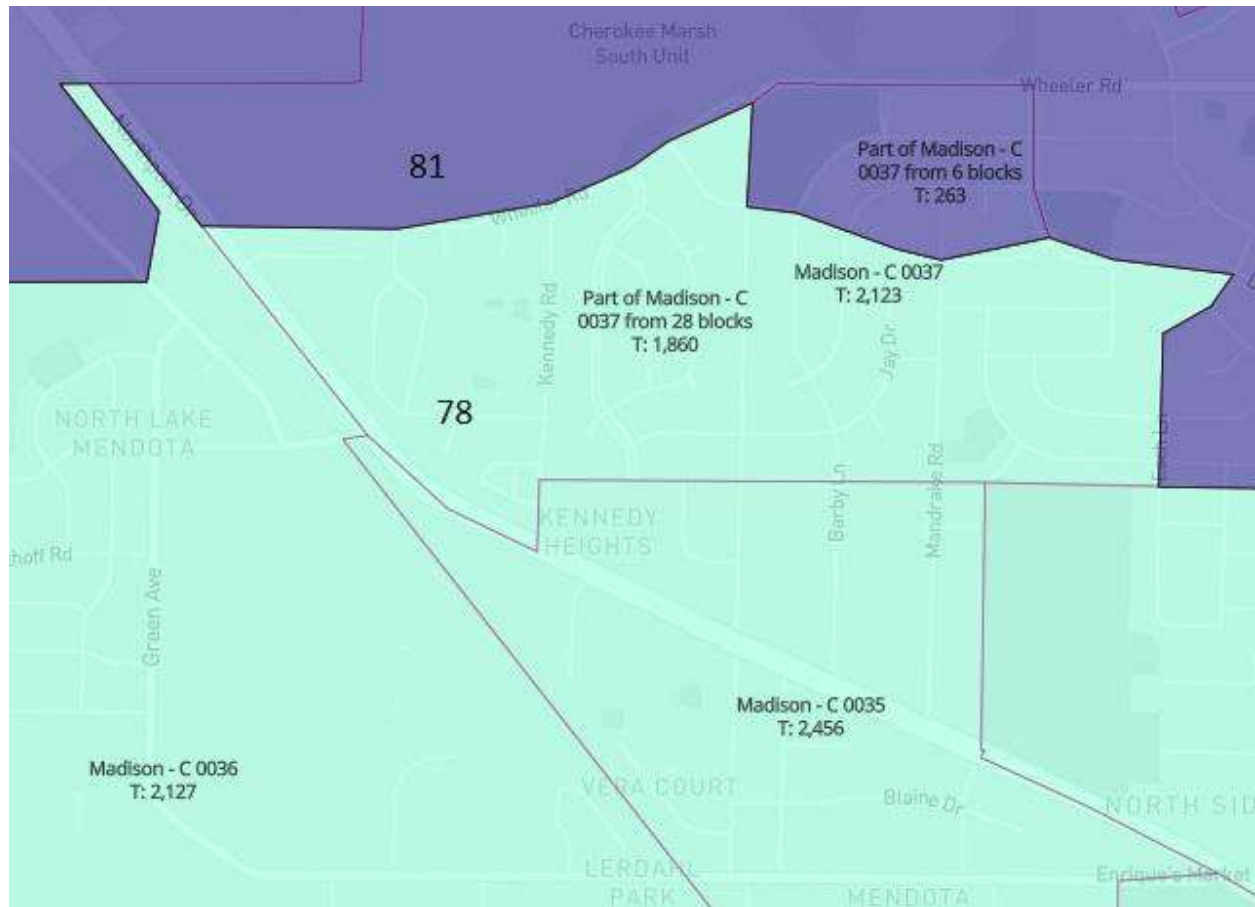 Cherokee Marsh
South Unit
Wheeler Rd
81
Part of Madison - C
0037 from 6 blocks
T: 263
Wheeler Rd
Madison - C 0037
T: 2,123
Part of Madison - C
0037 from 28 blocks
T: 1,860
Kennedy Rd
Jay Dr
78
NORTH LAKE
MENDOTA
Barby Ln
Mandrake Rd
KENNEDY
HEIGHTS
hoff Rd
Green Ave
Madison - C 0035
T: 2,456
Madison - C 0036
T: 2,127
VERA COURT
Blaine Dr
NORTH SID
LERDAHL
PARK
Enrique's Market
MENDOTA